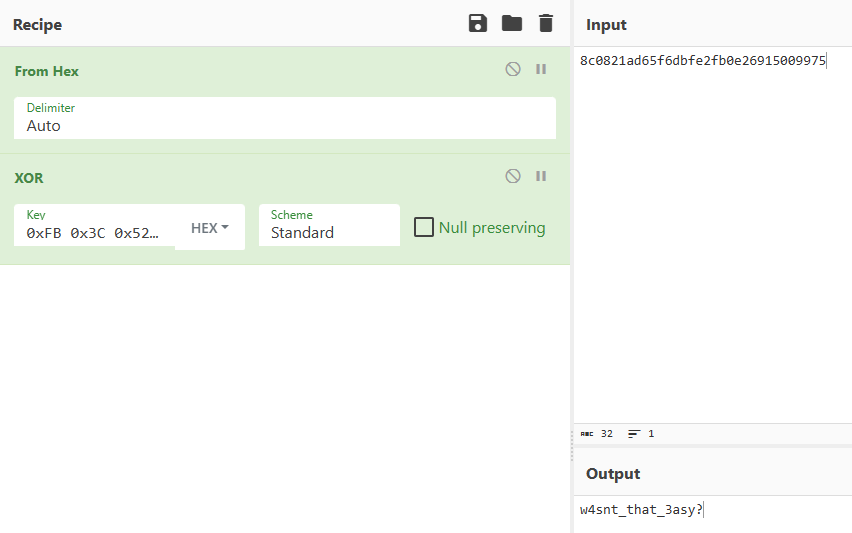 Recipe
From Hex
Delimiter
Auto
XOR
Key
0xFB 0x3C 0x52…
HEX
Scheme
Standard
Null preserving
Input
8c0821ad65f6dbfe2fb0e26915009975
ABC 32 1
Output
w4snt_that_3asy?